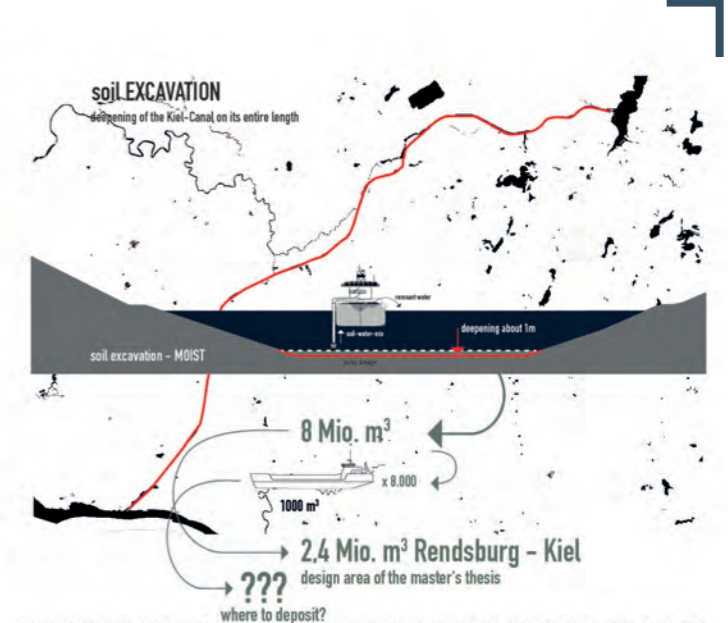 soil EXCAVATION
deepening of the Kiel-Canal on its entire length
remnant water
soil-water-mix
deepening about 1m
soil excavation - MOIST
8 Mio. m³
x 8.000
1000 m³
2,4 Mio. m³ Rendsburg - Kiel
design area of the master's thesis
???
where to deposit?